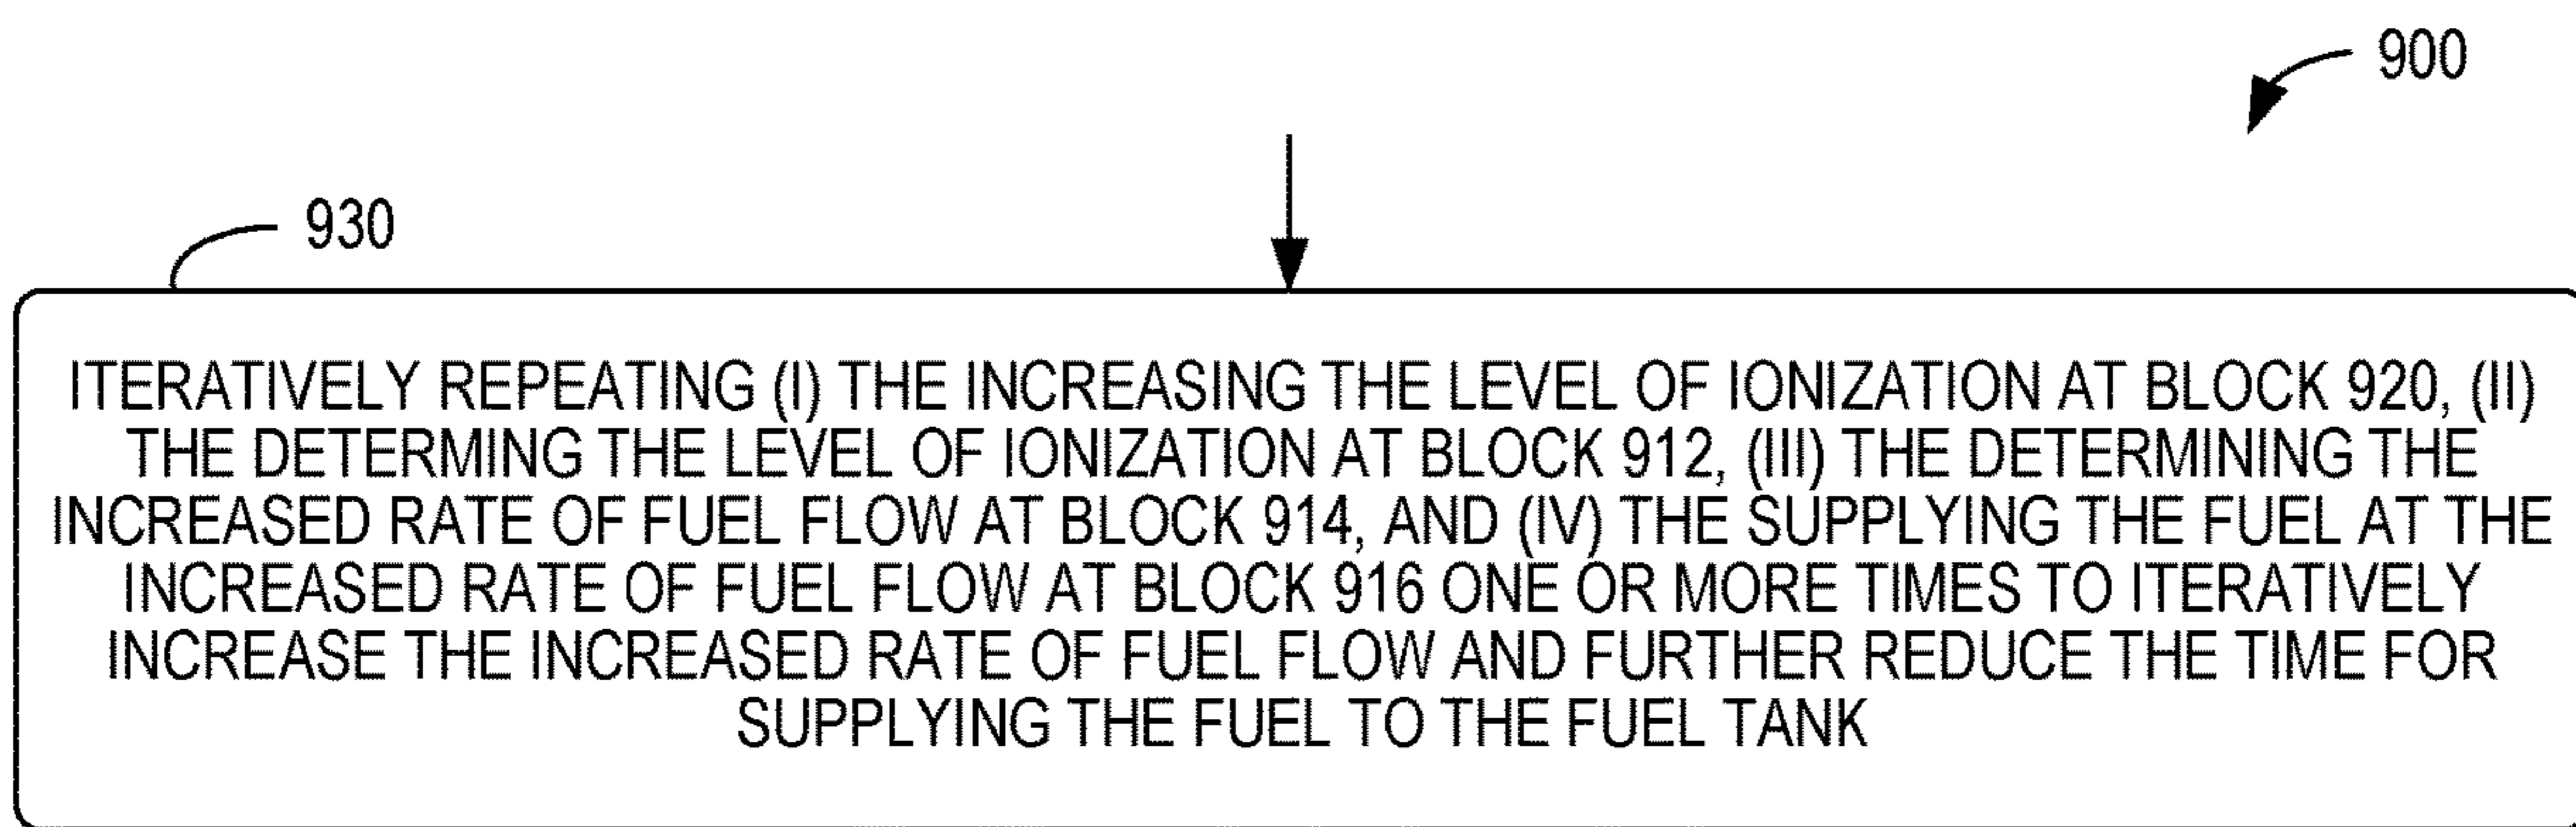 900
930
ITERATIVELY REPEATING (I) THE INCREASING THE LEVEL OF IONIZATION AT BLOCK 920, (II)
THE DETERMING THE LEVEL OF IONIZATION AT BLOCK 912, (III) THE DETERMINING THE
INCREASED RATE OF FUEL FLOW AT BLOCK 914, AND (IV) THE SUPPLYING THE FUEL AT THE
INCREASED RATE OF FUEL FLOW AT BLOCK 916 ONE OR MORE TIMES TO ITERATIVELY
INCREASE THE INCREASED RATE OF FUEL FLOW AND FURTHER REDUCE THE TIME FOR
SUPPLYING THE FUEL TO THE FUEL TANK